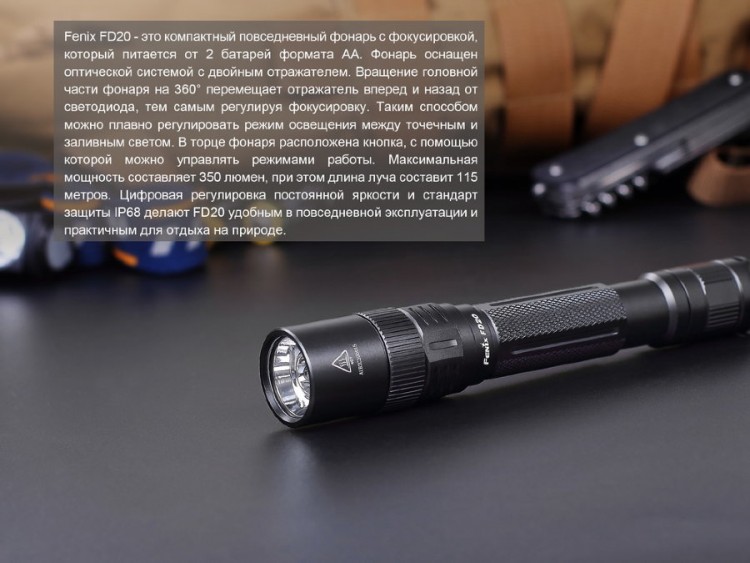 Fenix FD20 - это компактный повседневный фонарь с фокусировкой,
который питается от 2 батарей формата АА. Фонарь оснащен
оптической системой с двойным отражателем. Вращение головной
части фонаря на 360° перемещает отражатель вперед и назад от
светодиода, тем самым регулируя фокусировку. Таким способом
можно плавно регулировать режим освещения между точечным и
заливным светом. В торце фонаря расположена кнопка, с помощью
которой можно управлять режимами работы. Максимальная
мощность составляет 350 люмен, при этом длина луча составит 115
метров. Цифровая регулировка постоянной яркости и стандарт
защиты IP68 делают FD20 удобным в повседневной эксплуатации и
практичным для отдыха на природе.
Fenix FD20